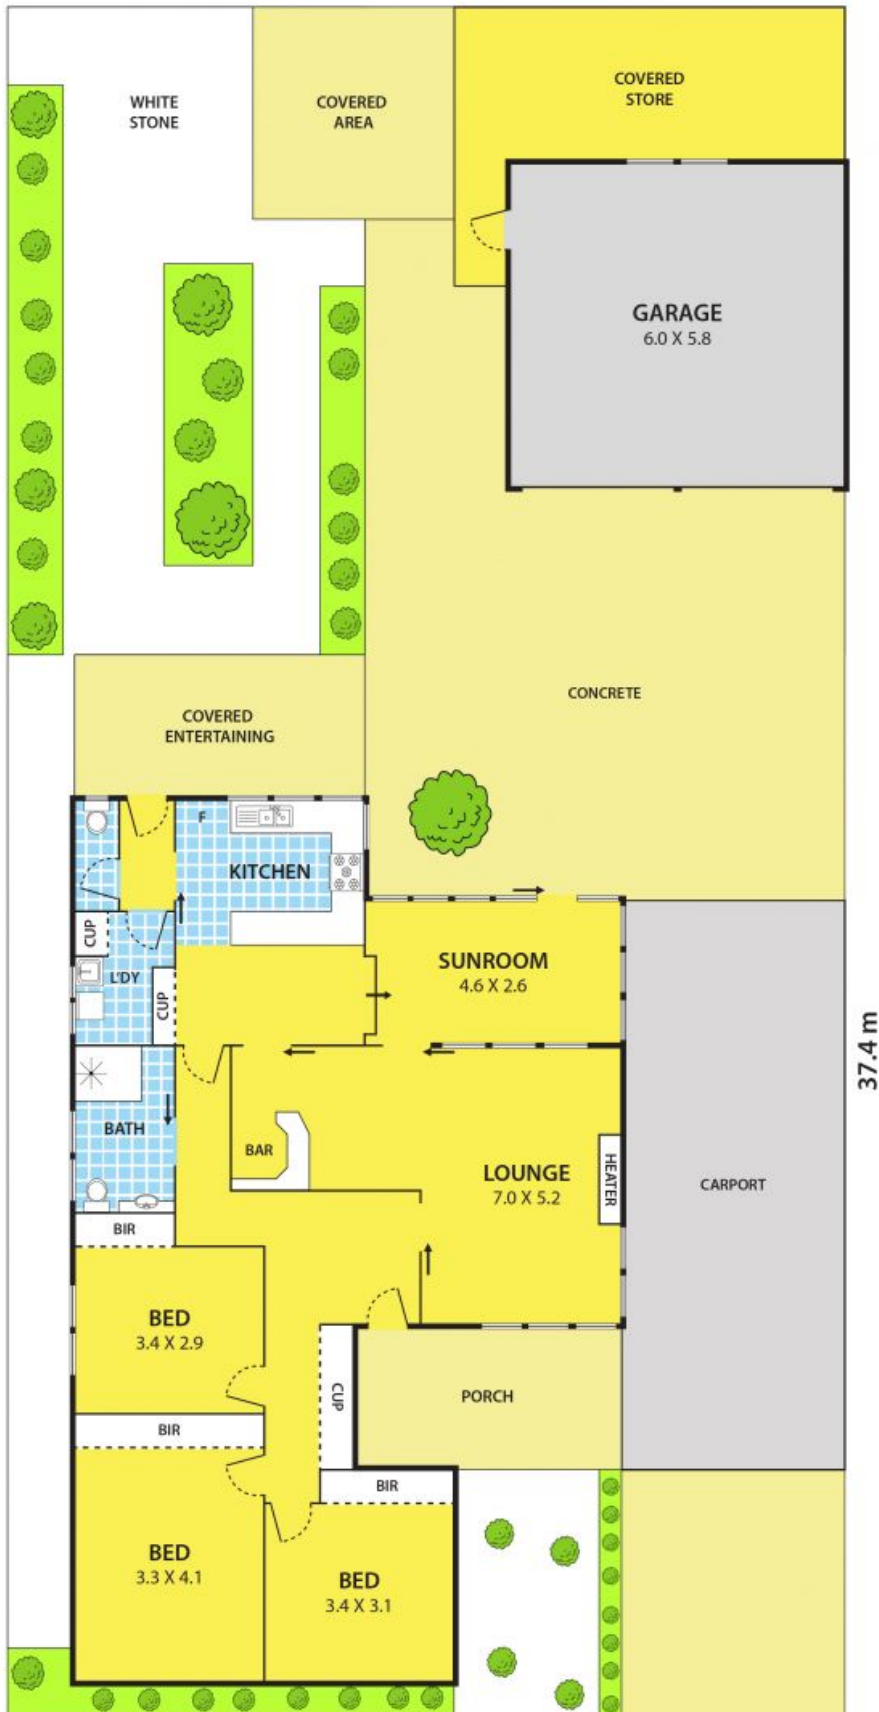 WHITE
STONE
COVERED
AREA
COVERED
STORE
GARAGE
6.0 X 5.8
CONCRETE
COVERED
ENTERTAINING
F
KITCHEN
CUP
L'DY
CUP
SUNROOM
4.6 X 2.6
37.4 m
BATH
BAR
LOUNGE
7.0 X 5.2
HEATER
CARPORT
BIR
BED
3.4 X 2.9
CUP
PORCH
BIR
BIR
BED
3.3 X 4.1
BED
3.4 X 3.1